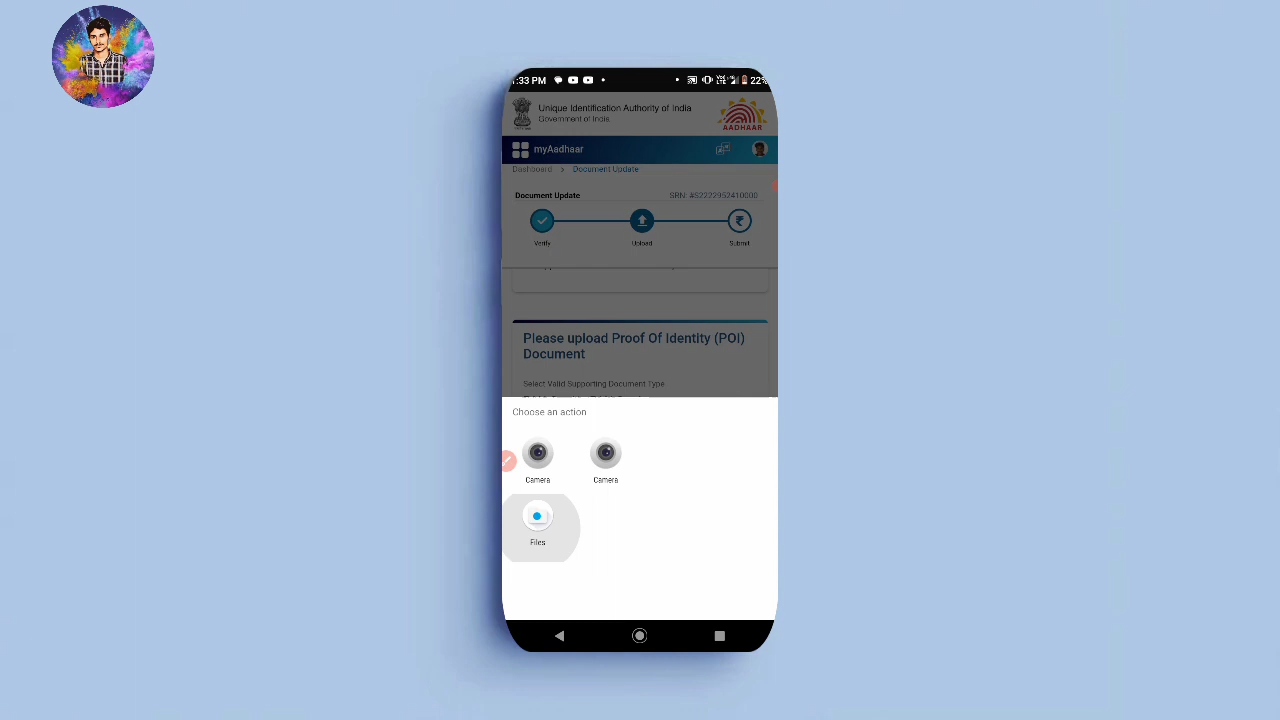 :33 PM
22%
Unique Identification Authority of India
Government of India
AADHAAR
myAadhaar
Dashboard > Document Update
Document Update
SRN: #S2222952410000
Verify
Upload
Submit
Please upload Proof Of Identity (POI)
Document
Select Valid Supporting Document Type
Choose an action
Camera
Camera
Files